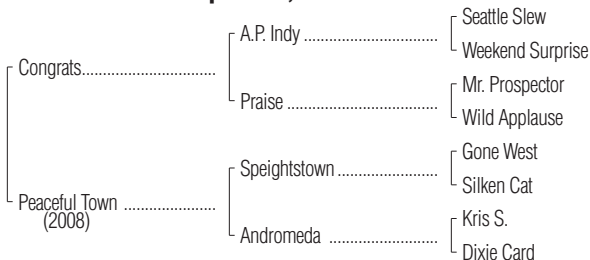 Seattle Slew
A.P. Indy ................................
Weekend Surprise
Congrats................................
Mr. Prospector
Praise ....................................
Wild Applause
Gone West
Speightstown ........................
Silken Cat
Peaceful Town ......................
(2008)
Kris S.
Andromeda ..........................
Dixie Card